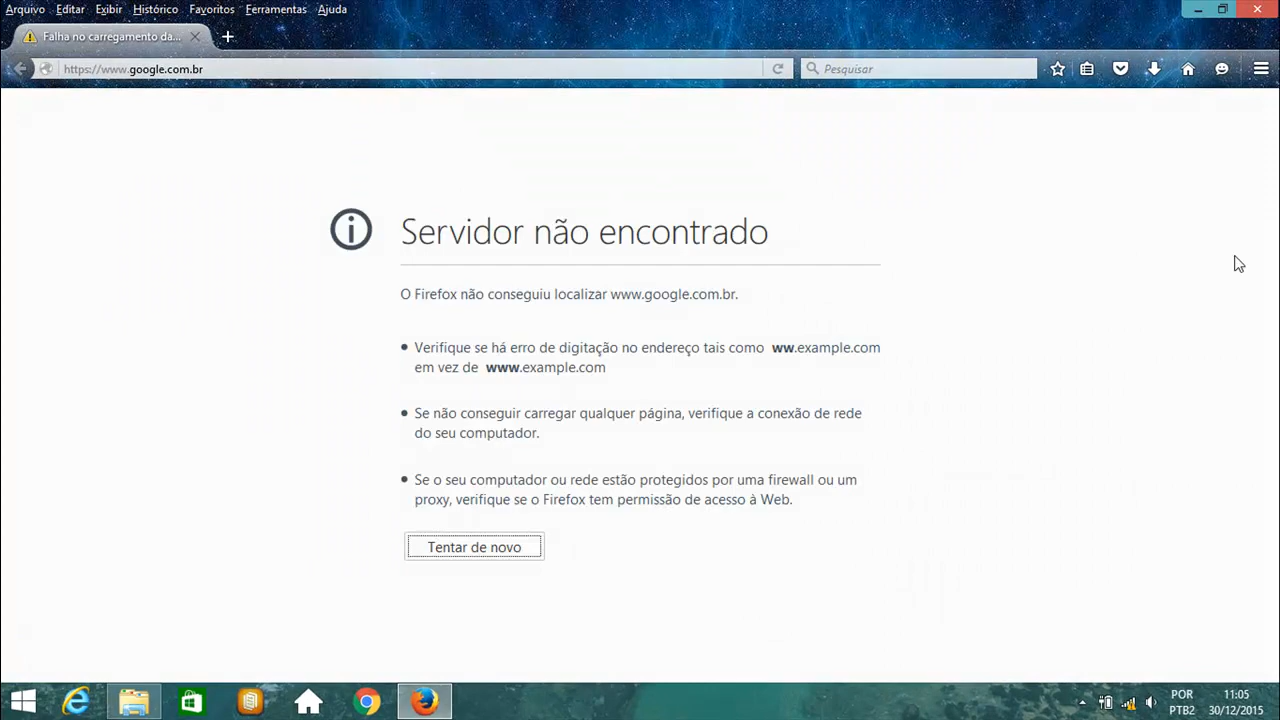 Arquivo Editar Exibir Histórico Favoritos Ferramentas Ajuda
Falha no carregamento da...
https://www.google.com.br
Pesquisar
Servidor não encontrado
O Firefox não conseguiu localizar www.google.com.br.
Verifique se há erro de digitação no endereço tais como ww.example.com
em vez de www.example.com
Se não conseguir carregar qualquer página, verifique a conexão de rede
do seu computador.
Se o seu computador ou rede estão protegidos por uma firewall ou um
proxy, verifique se o Firefox tem permissão de acesso à Web.
Tentar de novo
POR 11:05
PTB2 30/12/2015